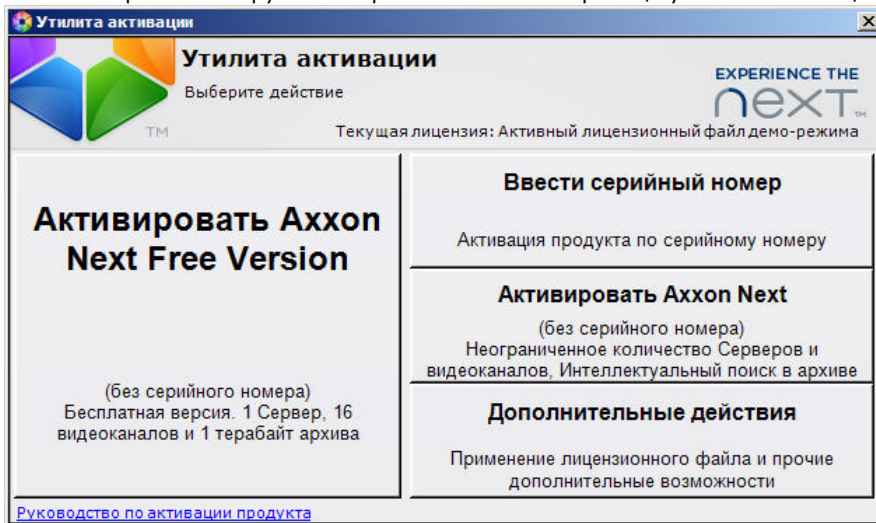 Утилита активации
Утилита активации
Выберите действие
EXPERIENCE THE
next™
TM
Текущая лицензия: Активный лицензионный файл демо-режима
Активировать Axxon
Next Free Version
(без серийного номера)
Бесплатная версия. 1 Сервер, 16
видеоканалов и 1 терабайт архива
Ввести серийный номер
Активация продукта по серийному номеру
Активировать Axxon Next
(без серийного номера)
Неограниченное количество Серверов и
видеоканалов, Интеллектуальный поиск в архиве
Дополнительные действия
Применение лицензионного файла и прочие
дополнительные возможности
Руководство по активации продукта